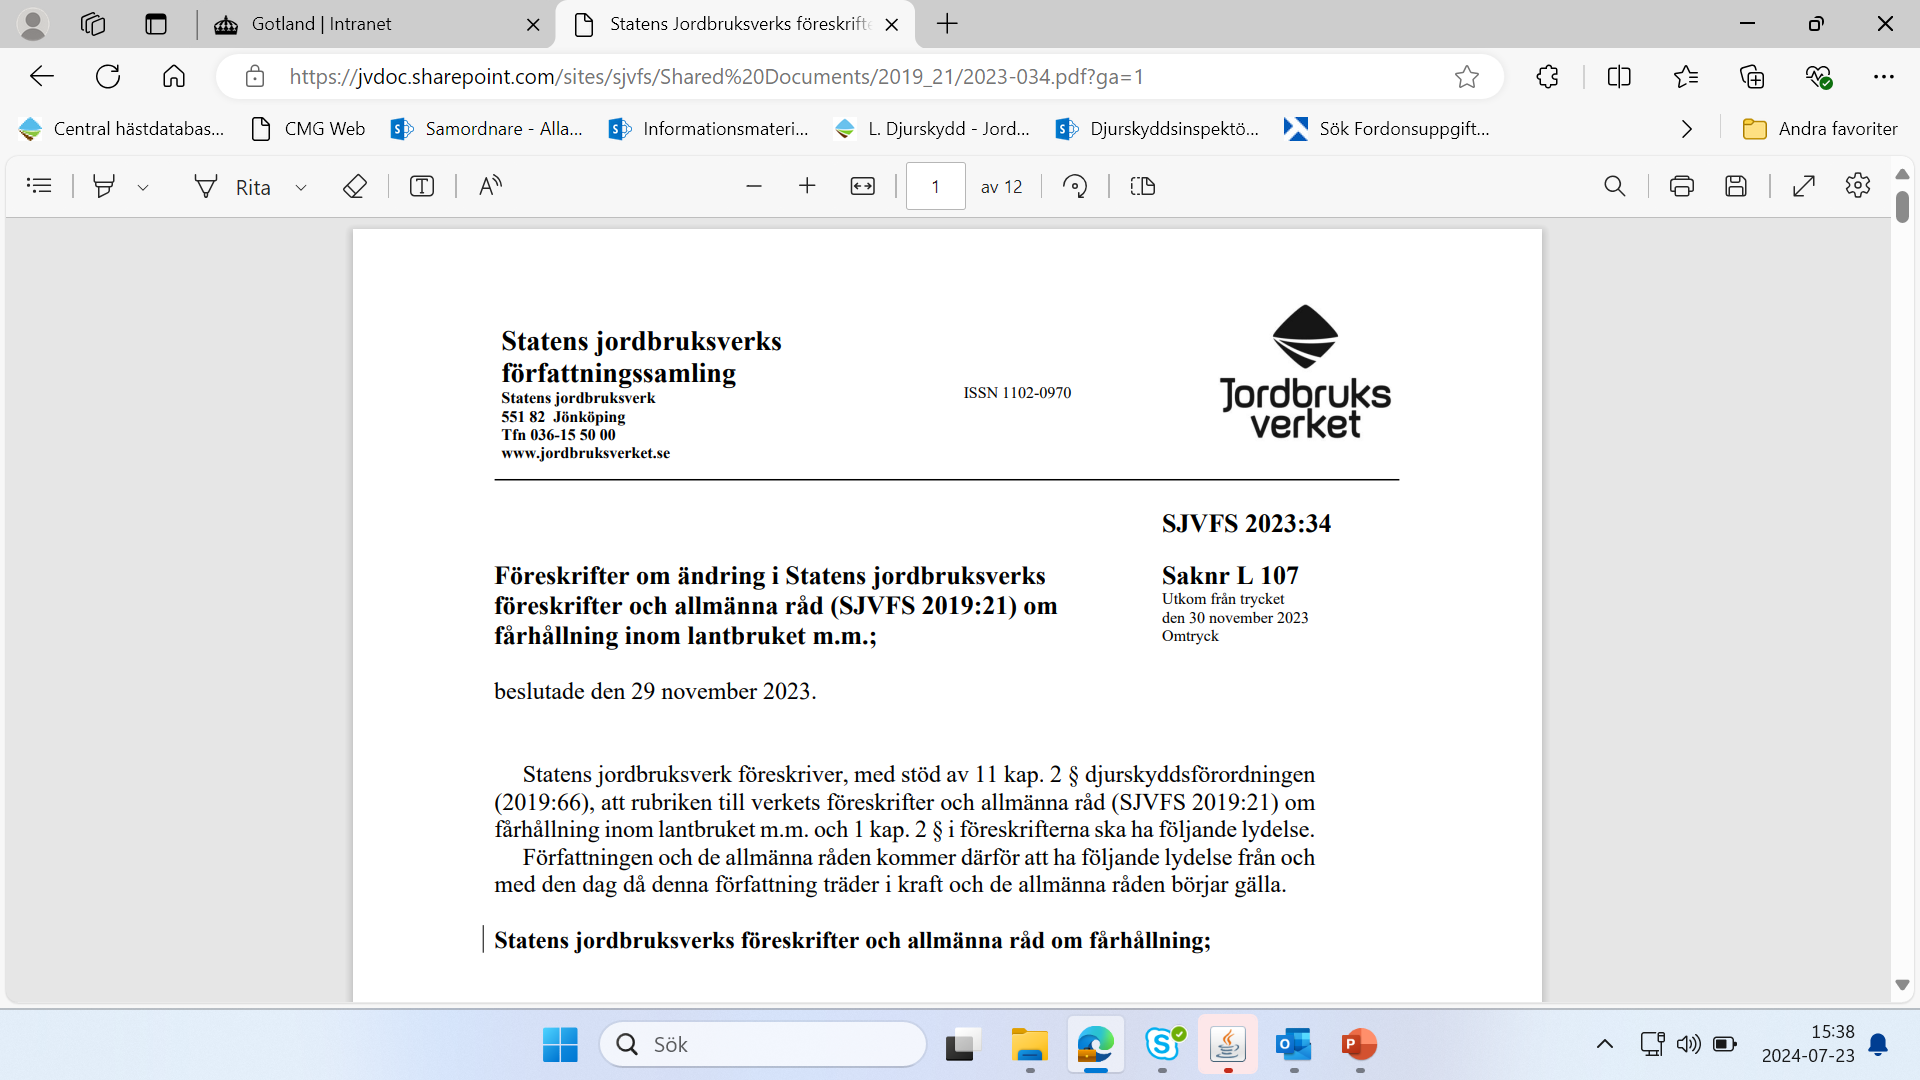 Gotland | Intranet
Statens Jordbruksverks föreskrifte
https://jvdoc.sharepoint.com/sites/sjvfs/Shared%20Documents/2019_21/2023-034.pdf?ga=1
Central hästdatabas...
CMG Web
Samordnare - Alla...
Informationsmateri...
L. Djurskydd - Jord...
Djurskyddsinspektö...
Sök Fordonsuppgift...
Andra favoriter
Rita
1
av 12
Statens jordbruksverks
författningssamling
Statens jordbruksverk
551 82 Jönköping
Tfn 036-15 50 00
www.jordbruksverket.se
ISSN 1102-0970
Jordbruks
verket
SJVFS 2023:34
Föreskrifter om ändring i Statens jordbruksverks
föreskrifter och allmänna råd (SJVFS 2019:21) om
fårhållning inom lantbruket m.m.;
Saknr L 107
Utkom från trycket
den 30 november 2023
Omtryck
beslutade den 29 november 2023.
Statens jordbruksverk föreskriver, med stöd av 11 kap. 2 § djurskyddsförordningen
(2019:66), att rubriken till verkets föreskrifter och allmänna råd (SJVFS 2019:21) om
fårhållning inom lantbruket m.m. och 1 kap. 2 § i föreskrifterna ska ha följande lydelse.
Författningen och de allmänna råden kommer därför att ha följande lydelse från och
med den dag då denna författning träder i kraft och de allmänna råden börjar gälla.
Statens jordbruksverks föreskrifter och allmänna råd om fårhållning;
Sök
15:38
2024-07-23